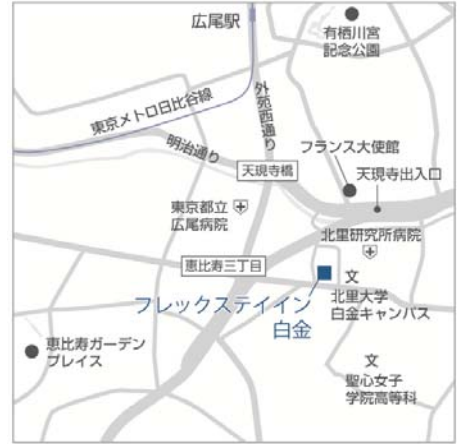 広尾駅
有栖川宮
記念公園
東京メトロ日比谷線
外苑西通り
明治通り
フランス大使館
天現寺橋
天現寺出入口
東京都立
広尾病院
北里研究所病院
恵比寿三丁目
文
北里大学
白金キャンパス
フレックステイイン
白金
恵比寿ガーデン
プレイス
文
聖心女子
学院高等科